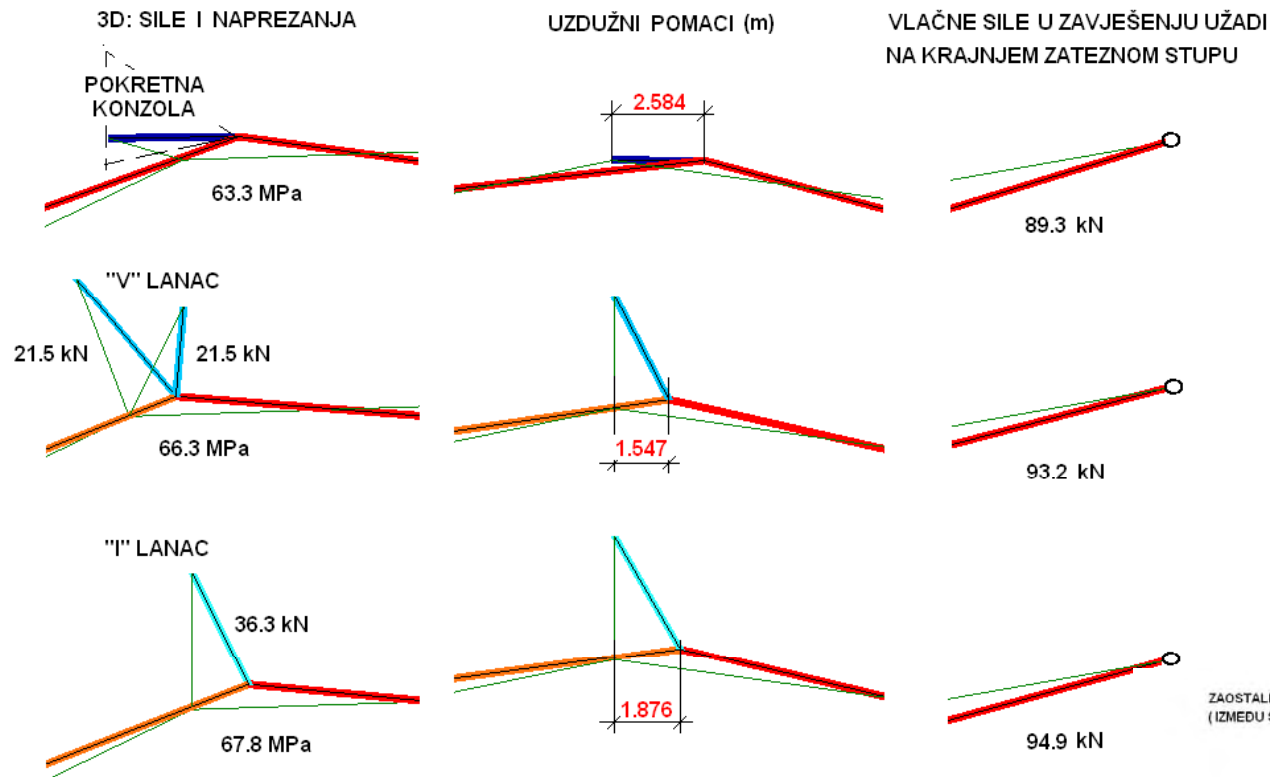 3D: SILE I NAPREZANJA
UZDUŽNI POMACI (m)
VLAČNE SILE U ZAVJEŠENJU UŽADI
NA KRAJNJEM ZATEZNOM STUPU
POKRETNA
KONZOLA
63.3 MPa
2.584
89.3 kN
"V" LANAC
21.5 kN
21.5 kN
66.3 MPa
1.547
93.2 kN
"I" LANAC
36.3 kN
67.8 MPa
1.876
94.9 kN